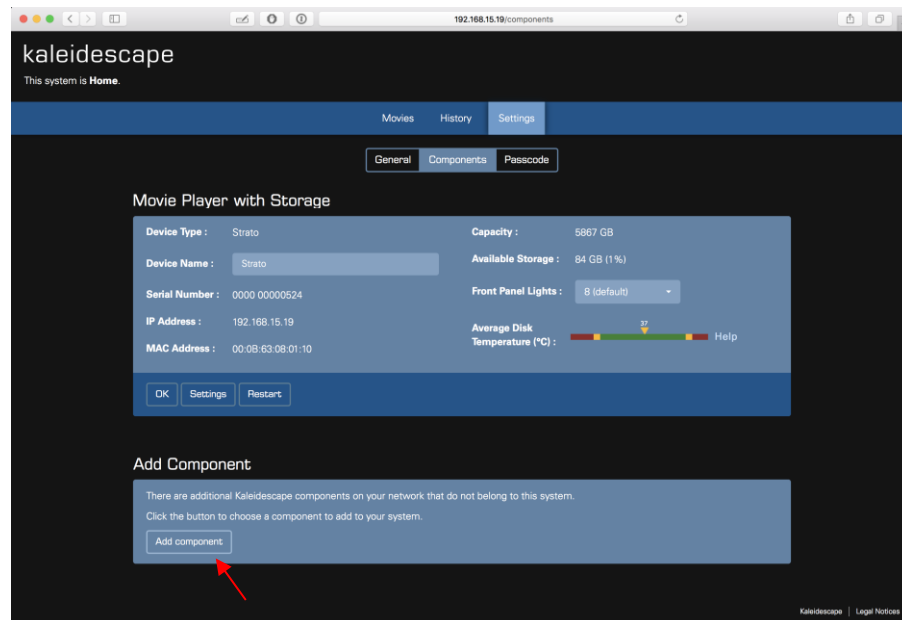 192.168.15.19/components
kaleidescape
This system is Home.
Movies History Settings
General Components Passcode
Movie Player with Storage
Device Type : Strato
Capacity : 5867 GB
Device Name : Strato
Available Storage : 84 GB (1%)
Serial Number : 0000 00000524
Front Panel Lights : 8 (default)
IP Address : 192.168.15.19
Average Disk
Temperature (°C) : 37 Help
MAC Address : 00:0B:63:08:01:10
OK Settings Restart
Add Component
There are additional Kaleidescape components on your network that do not belong to this system.
Click the button to choose a component to add to your system.
Add component
Kaleidescape | Legal Notices